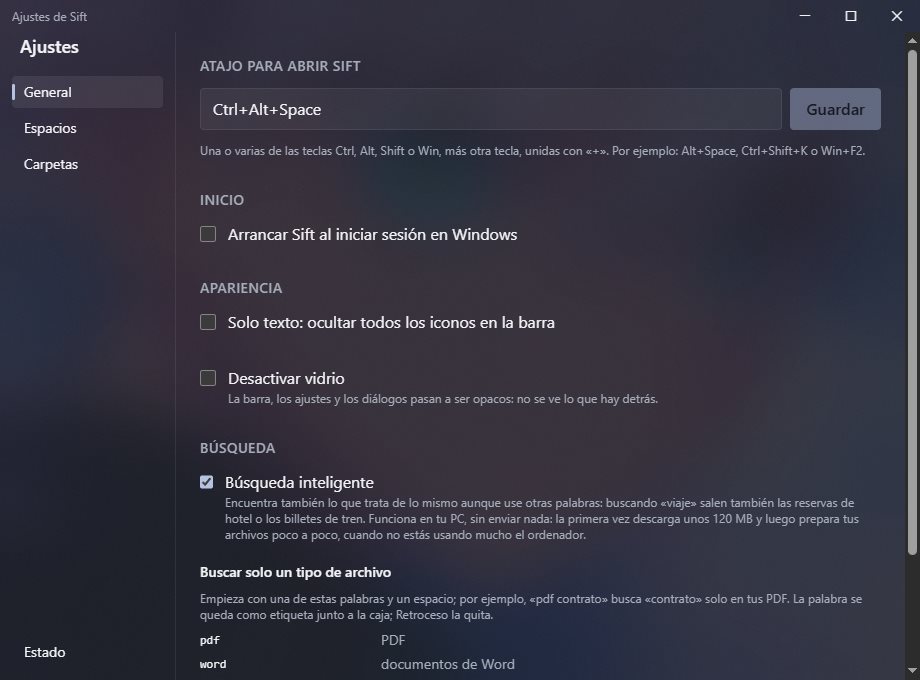 Ajustes de Sift
Ajustes
General
Espacios
Carpetas
Estado
ATAJO PARA ABRIR SIFT
Ctrl+Alt+Space
Guardar
Una o varias de las teclas Ctrl, Alt, Shift o Win, más otra tecla, unidas con «+». Por ejemplo: Alt+Space, Ctrl+Shift+K o Win+F2.
INICIO
Arrancar Sift al iniciar sesión en Windows
APARIENCIA
Solo texto: ocultar todos los iconos en la barra
Desactivar vidrio
La barra, los ajustes y los diálogos pasan a ser opacos: no se ve lo que hay detrás.
BÚSQUEDA
Búsqueda inteligente
Encuentra también lo que trata de lo mismo aunque use otras palabras: buscando «viaje» salen también las reservas de
hotel o los billetes de tren. Funciona en tu PC, sin enviar nada: la primera vez descarga unos 120 MB y luego prepara tus
archivos poco a poco, cuando no estás usando mucho el ordenador.
Buscar solo un tipo de archivo
Empieza con una de estas palabras y un espacio; por ejemplo, «pdf contrato» busca «contrato» solo en tus PDF. La palabra se
queda como etiqueta junto a la caja; Retroceso la quita.
pdf PDF
word documentos de Word